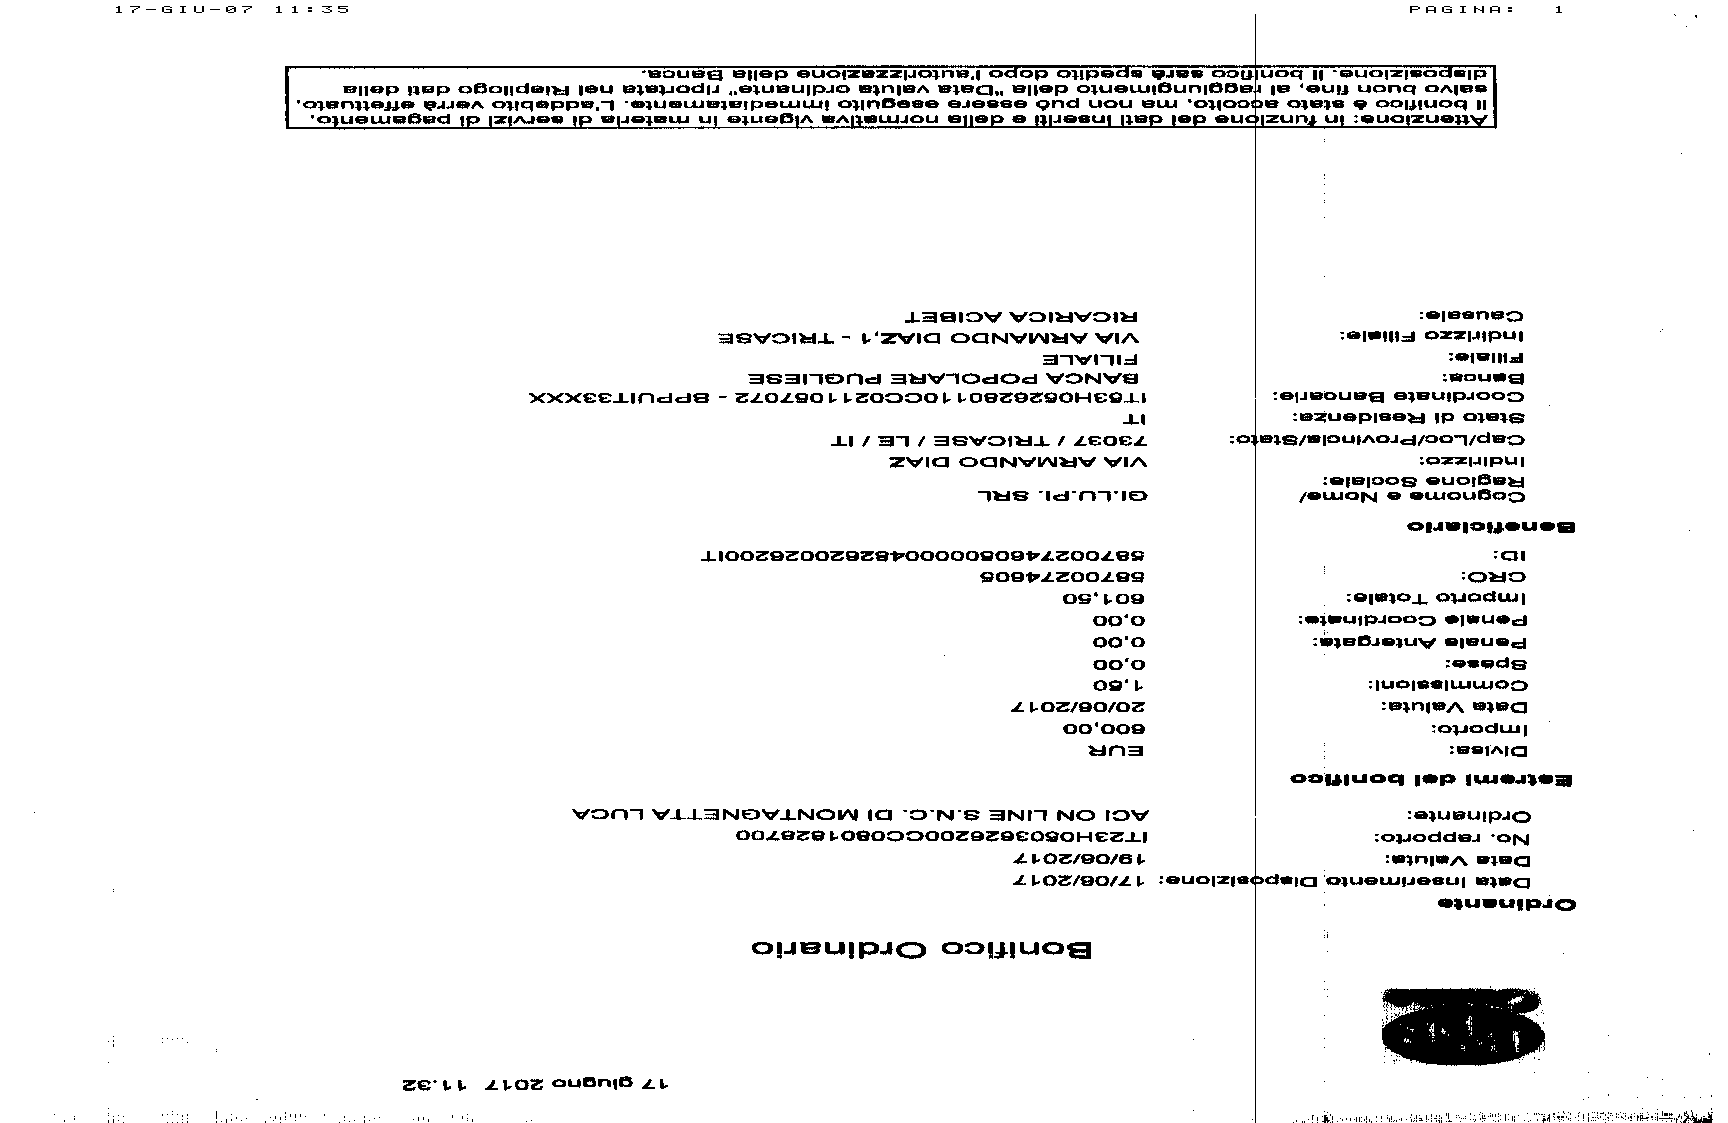 17-GIU-07 11:35 PAGINA: 1
17 giugno 2017 11.32
Bonifico Ordinario
Ordinante
Data Inserimento Disposizione: 17/06/2017
Data Valuta: 19/06/2017
No. rapporto: IT23H0503626200CC0801828700
Ordinante: ACI ON LINE S.N.C. DI MONTAGNETTA LUCA
Estremi del bonifico
Divisa: EUR
Importo: 600,00
Data Valuta: 20/06/2017
Commissioni: 1,50
Spese: 0,00
Penale Antergate: 0,00
Penale Coordinate: 0,00
Importo Totale: 601,50
CRO: 58700274605
ID: 5870027460500000482620026200IT
Beneficiario
Cognome e Nome/ GI.LU.PI. SRL
Ragione Sociale:
Indirizzo: VIA ARMANDO DIAZ
Cap/Loc/Provincia/Stato: 73037 / TRICASE / LE / IT
Stato di Residenza: IT
Coordinate Bancarie: IT53H0526280110CC0211067072 - BPPUIT33XXX
Banca: BANCA POPOLARE PUGLIESE
Filiale: FILIALE
Indirizzo Filiale: VIA ARMANDO DIAZ,1 - TRICASE
Causale: RICARICA ACIBET
Attenzione: in funzione dei dati inseriti e della normativa vigente in materia di servizi di pagamento,
il bonifico è stato accolto, ma non può essere eseguito immediatamente. L'addebito verrà effettuato,
salvo buon fine, al raggiungimento della "Data valuta ordinante" riportata nel Riepilogo dati della
disposizione. Il bonifico sarà spedito dopo l'autorizzazione della Banca.